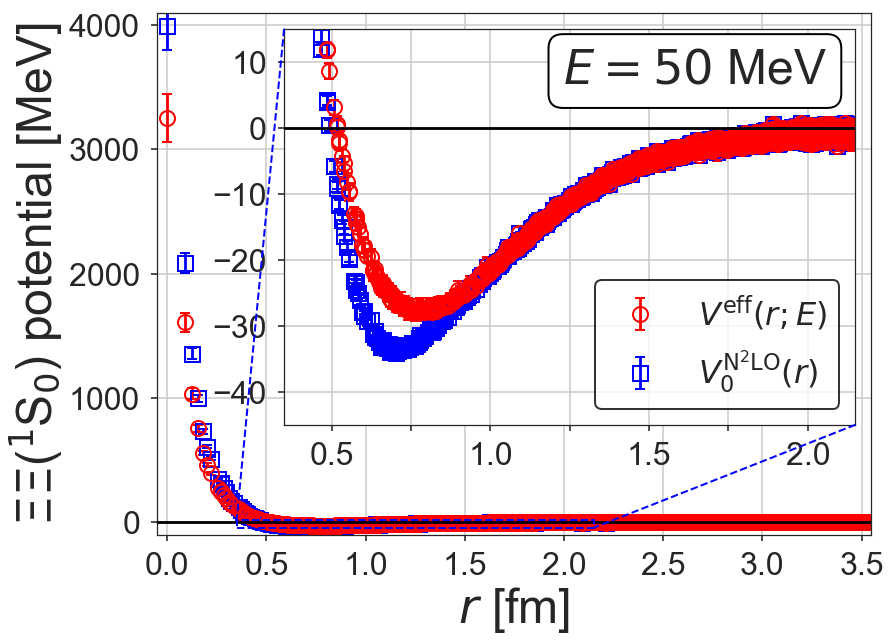 4000
3000
2000
1000
0
ΞΞ(¹S₀) potential [MeV]
10
0
−10
−20
−30
−40
E = 50 MeV
V^eff(r; E)
V₀^N²LO(r)
0.5 1.0 1.5 2.0
0.0 0.5 1.0 1.5 2.0 2.5 3.0 3.5
r [fm]